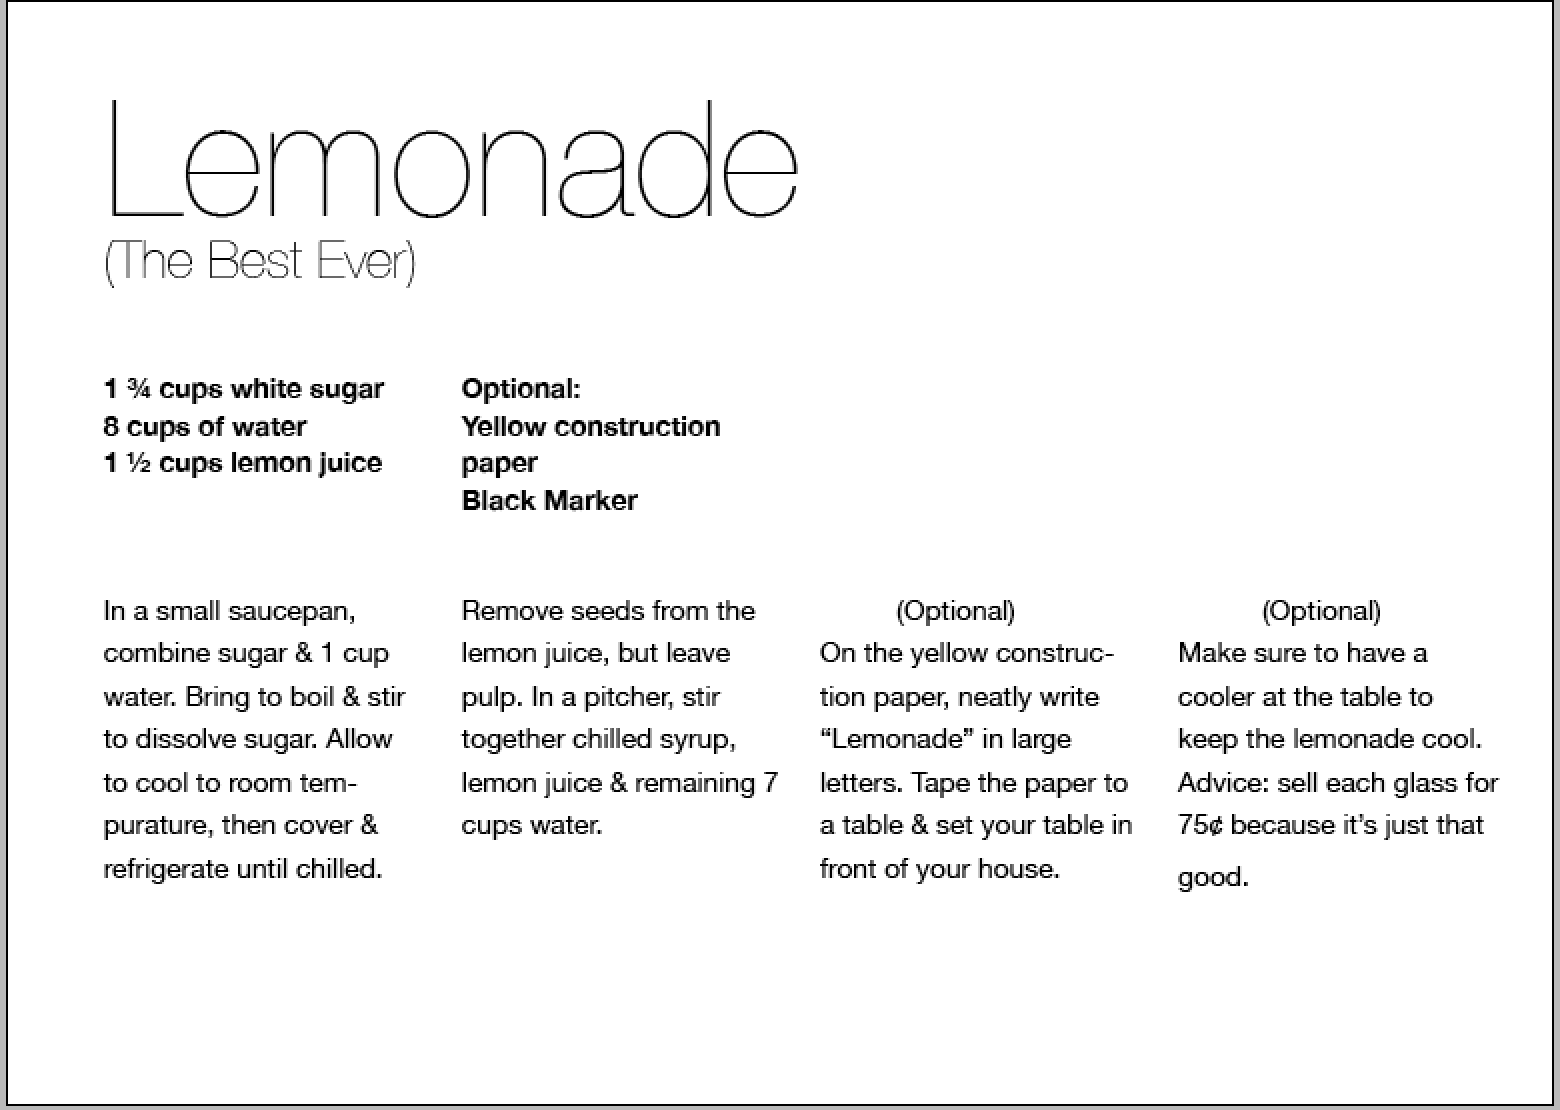 Lemonade
(The Best Ever)
1 ¾ cups white sugar
8 cups of water
1 ½ cups lemon juice
Optional:
Yellow construction
paper
Black Marker
In a small saucepan,
combine sugar & 1 cup
water. Bring to boil & stir
to dissolve sugar. Allow
to cool to room tem-
purature, then cover &
refrigerate until chilled.
Remove seeds from the
lemon juice, but leave
pulp. In a pitcher, stir
together chilled syrup,
lemon juice & remaining 7
cups water.
(Optional)
On the yellow construc-
tion paper, neatly write
“Lemonade” in large
letters. Tape the paper to
a table & set your table in
front of your house.
(Optional)
Make sure to have a
cooler at the table to
keep the lemonade cool.
Advice: sell each glass for
75¢ because it’s just that
good.